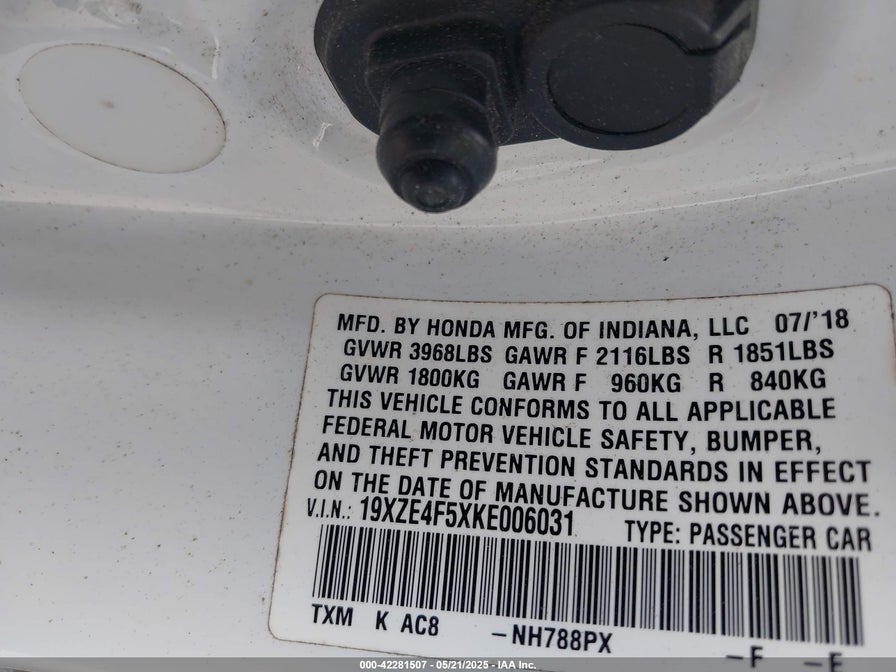 MFD. BY HONDA MFG. OF INDIANA, LLC 07/'18
GVWR 3968LBS GAWR F 2116LBS R 1851LBS
GVWR 1800KG GAWR F 960KG R 840KG
THIS VEHICLE CONFORMS TO ALL APPLICABLE
FEDERAL MOTOR VEHICLE SAFETY, BUMPER,
AND THEFT PREVENTION STANDARDS IN EFFECT
ON THE DATE OF MANUFACTURE SHOWN ABOVE.
V.I.N.: 19XZE4F5XKE006031 TYPE: PASSENGER CAR
TXM K AC8 -NH788PX -F -E
000-42281507 - 05/21/2025 - IAA Inc.